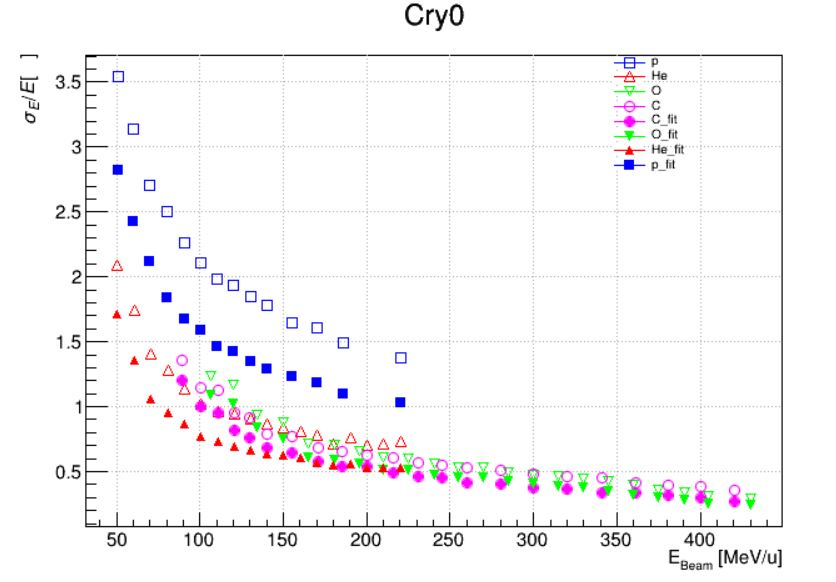 Cry0
σE/E[ ]
3.5
3
2.5
2
1.5
1
0.5
p
He
O
C
C_fit
O_fit
He_fit
p_fit
50 100 150 200 250 300 350 400
EBeam [MeV/u]